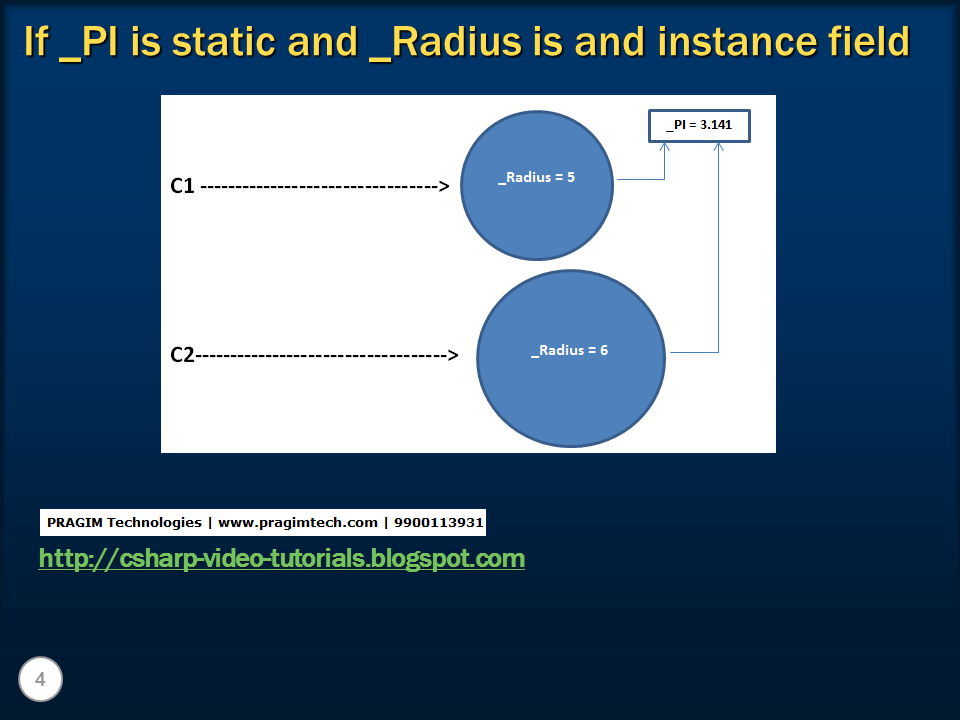 If _PI is static and _Radius is and instance field
_PI = 3.141
C1 ---------------------------------->
_Radius = 5
C2------------------------------------>
_Radius = 6
PRAGIM Technologies | www.pragimtech.com | 9900113931
http://csharp-video-tutorials.blogspot.com
4